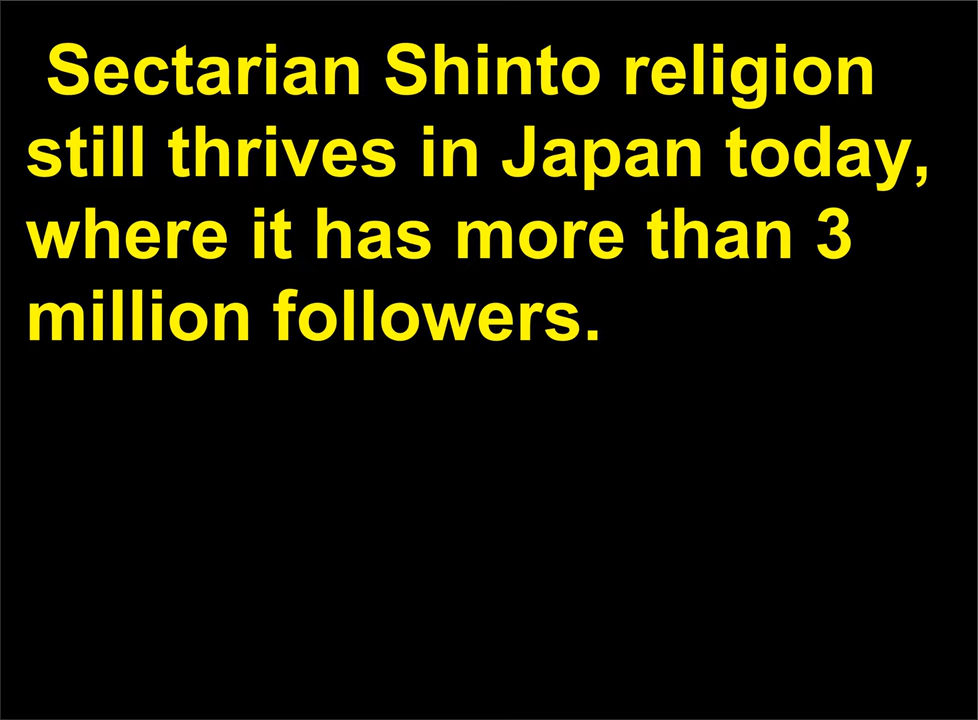 Sectarian Shinto religion
still thrives in Japan today,
where it has more than 3
million followers.